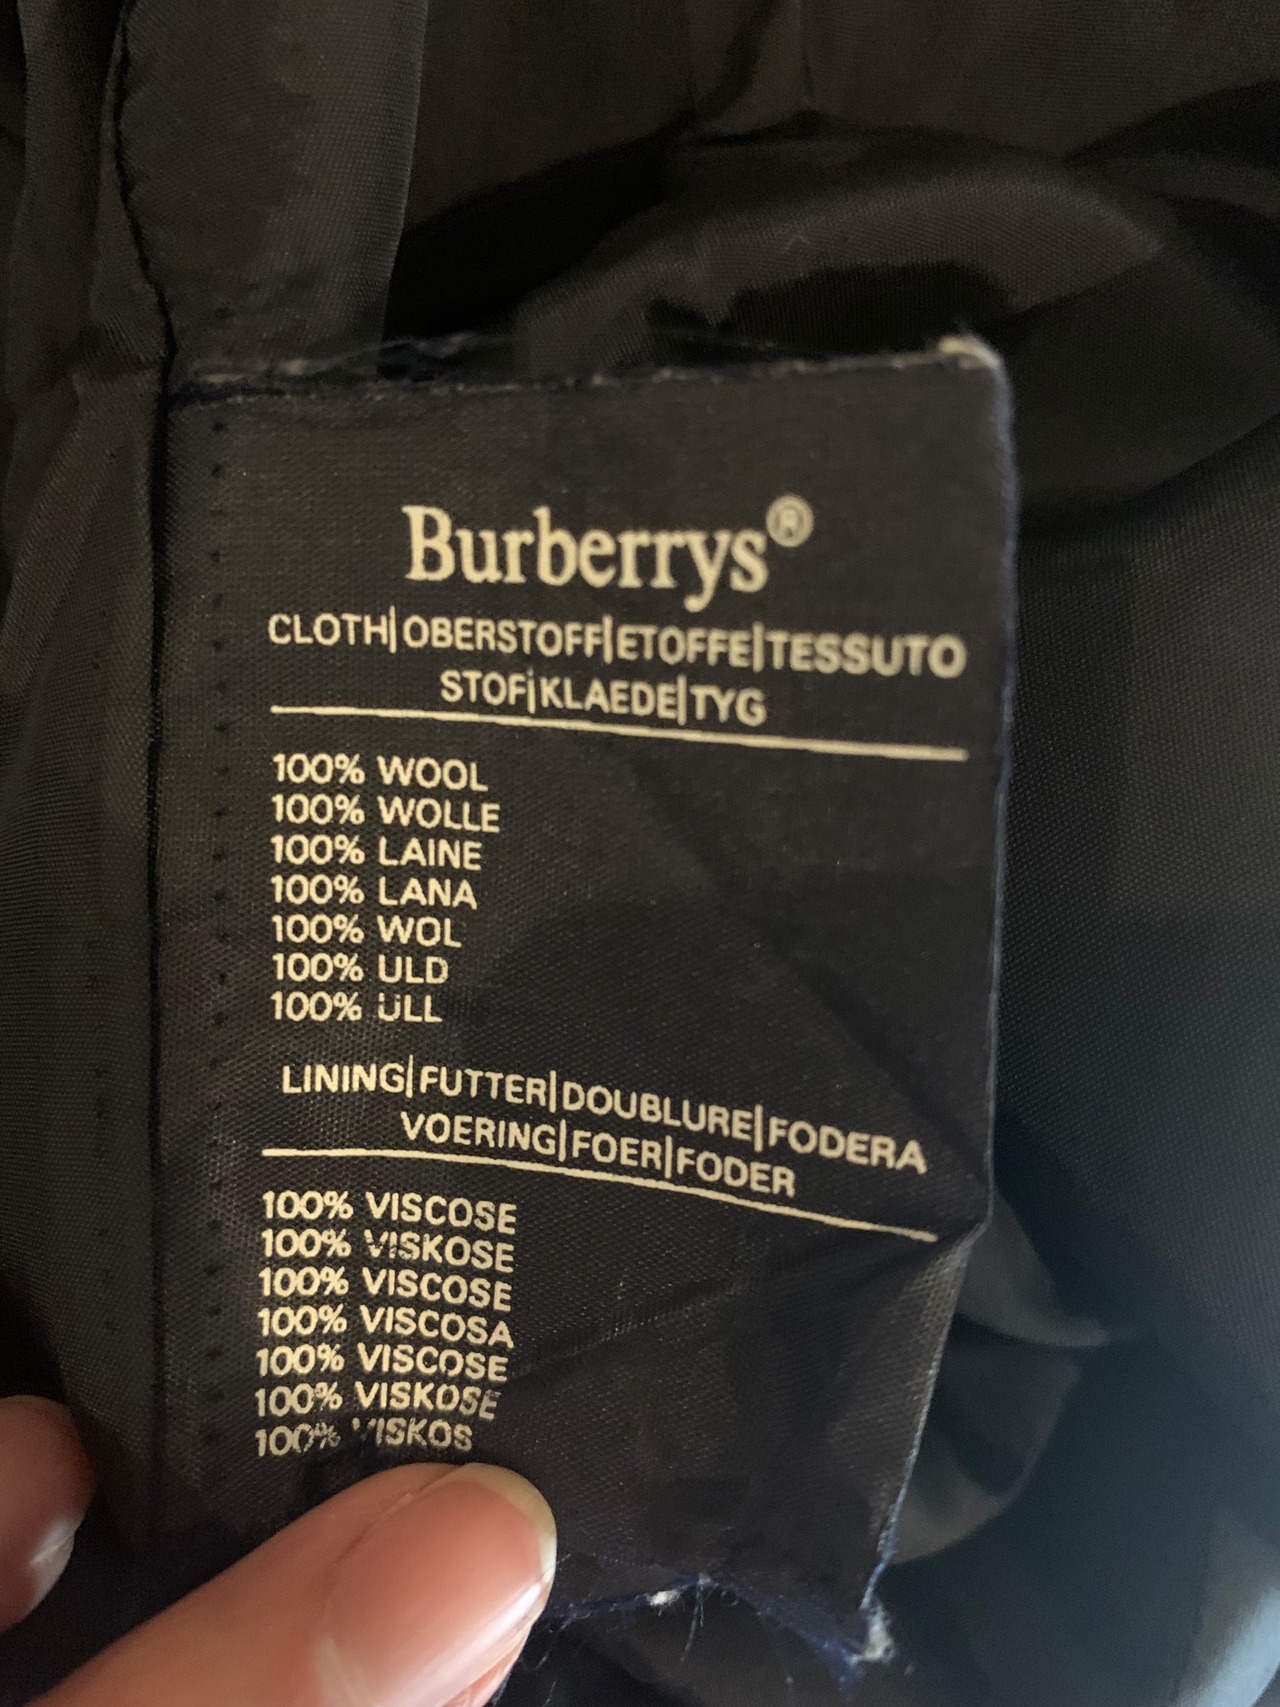 Burberrys®
CLOTH|OBERSTOFF|ETOFFE|TESSUTO
STOF|KLAEDE|TYG
100% WOOL
100% WOLLE
100% LAINE
100% LANA
100% WOL
100% ULD
100% ULL
LINING|FUTTER|DOUBLURE|FODERA
VOERING|FOER|FODER
100% VISCOSE
100% VISKOSE
100% VISCOSE
100% VISCOSA
100% VISCOSE
100% VISKOSE
100% VISKOS